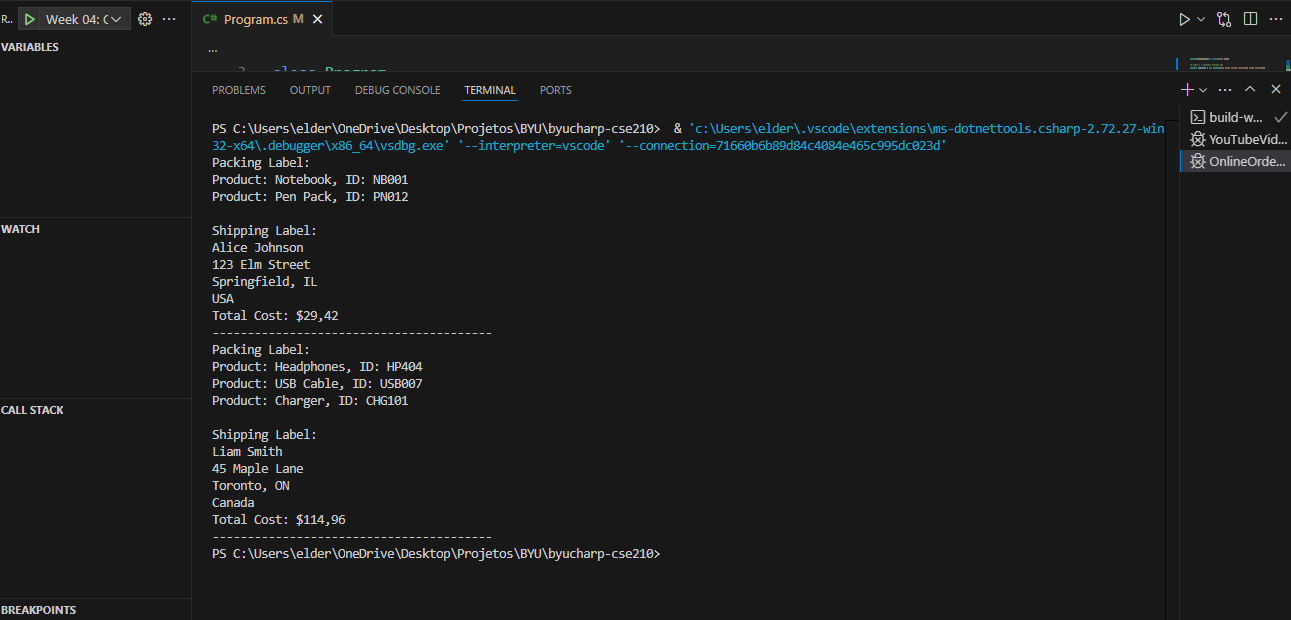 R..
Week 04: (
C# Program.cs M
VARIABLES
...
3 class Program
PROBLEMS OUTPUT DEBUG CONSOLE TERMINAL PORTS
PS C:\Users\elder\OneDrive\Desktop\Projetos\BYU\byucharp-cse210>  & 'c:\Users\elder\.vscode\extensions\ms-dotnettools.csharp-2.72.27-win
32-x64\.debugger\x86_64\vsdbg.exe' '--interpreter=vscode' '--connection=71660b6b89d84c4084e465c995dc023d'
Packing Label:
Product: Notebook, ID: NB001
Product: Pen Pack, ID: PN012
Shipping Label:
Alice Johnson
123 Elm Street
Springfield, IL
USA
Total Cost: $29,42
----------------------------------------
Packing Label:
Product: Headphones, ID: HP404
Product: USB Cable, ID: USB007
Product: Charger, ID: CHG101
Shipping Label:
Liam Smith
45 Maple Lane
Toronto, ON
Canada
Total Cost: $114,96
----------------------------------------
PS C:\Users\elder\OneDrive\Desktop\Projetos\BYU\byucharp-cse210>
build-w...
YouTubeVid...
OnlineOrde...
WATCH
CALL STACK
BREAKPOINTS